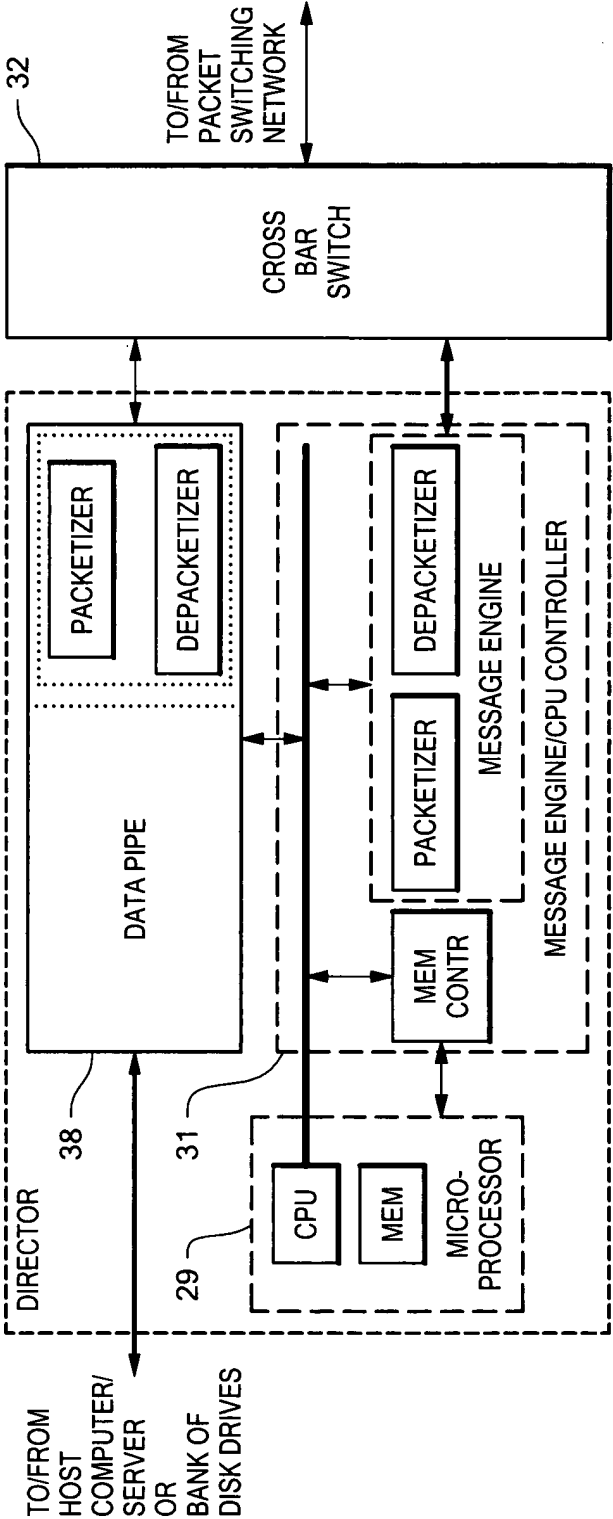 TO/FROM
HOST
COMPUTER/
SERVER
OR
BANK OF
DISK DRIVES
DIRECTOR
38
DATA PIPE
PACKETIZER
DEPACKETIZER
29
CPU
MEM
MICRO-
PROCESSOR
31
MEM
CONTR
PACKETIZER
DEPACKETIZER
MESSAGE ENGINE
MESSAGE ENGINE/CPU CONTROLLER
CROSS
BAR
SWITCH
32
TO/FROM
PACKET
SWITCHING
NETWORK